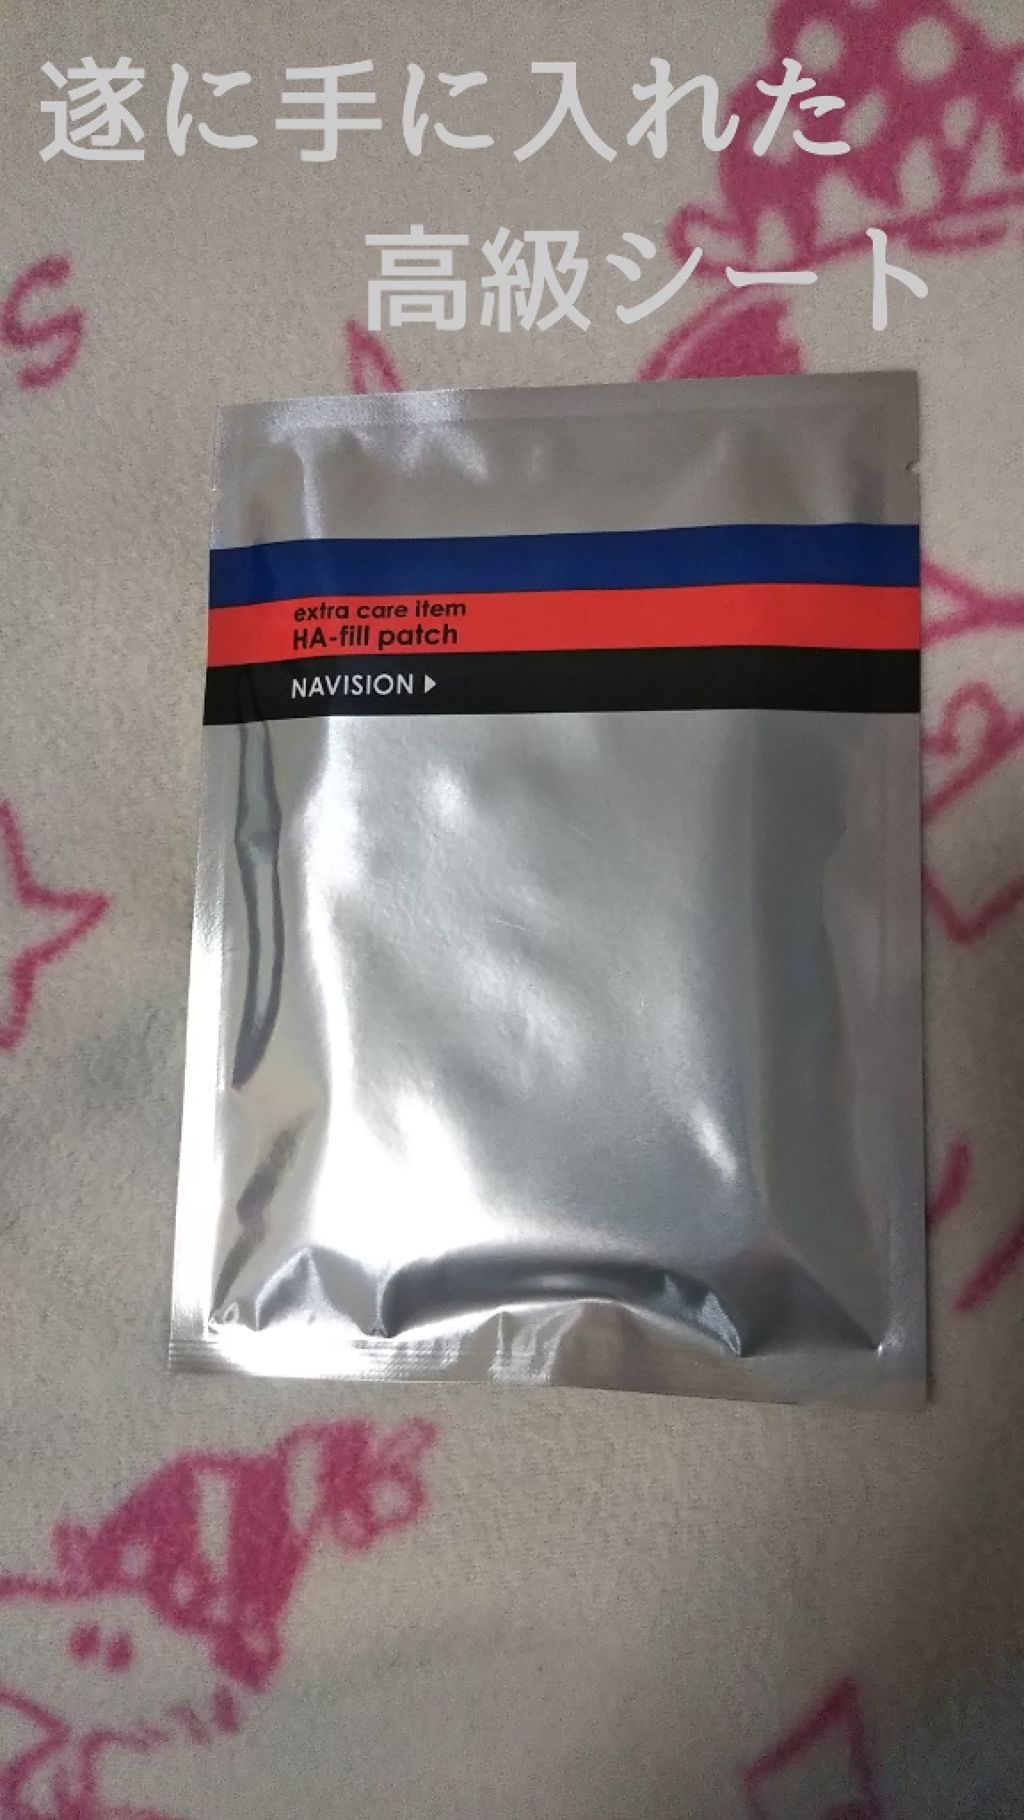 遂に手に入れた
高級シート
extra care item
HA-fill patch
NAVISION
S